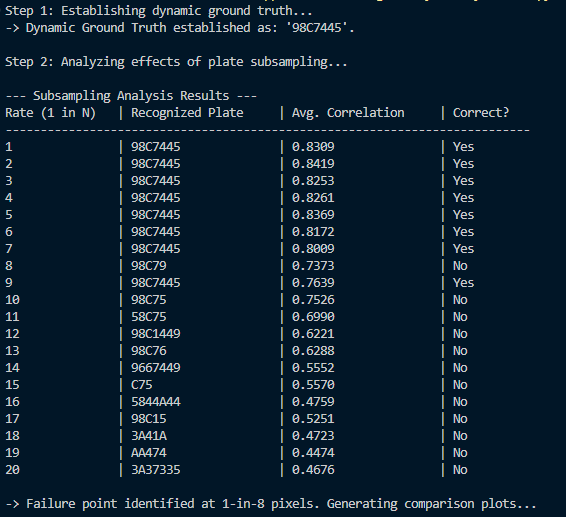 Step 1: Establishing dynamic ground truth...
-> Dynamic Ground Truth established as: '98C7445'.
Step 2: Analyzing effects of plate subsampling...
--- Subsampling Analysis Results ---
Rate (1 in N) | Recognized Plate | Avg. Correlation | Correct?
---------------------------------------------------------------------------
1 | 98C7445 | 0.8309 | Yes
2 | 98C7445 | 0.8419 | Yes
3 | 98C7445 | 0.8253 | Yes
4 | 98C7445 | 0.8261 | Yes
5 | 98C7445 | 0.8369 | Yes
6 | 98C7445 | 0.8172 | Yes
7 | 98C7445 | 0.8009 | Yes
8 | 98C79 | 0.7373 | No
9 | 98C7445 | 0.7639 | Yes
10 | 98C75 | 0.7526 | No
11 | 58C75 | 0.6990 | No
12 | 98C1449 | 0.6221 | No
13 | 98C76 | 0.6288 | No
14 | 9667449 | 0.5552 | No
15 | C75 | 0.5570 | No
16 | 5844A44 | 0.4759 | No
17 | 98C15 | 0.5251 | No
18 | 3A41A | 0.4723 | No
19 | AA474 | 0.4474 | No
20 | 3A37335 | 0.4676 | No
-> Failure point identified at 1-in-8 pixels. Generating comparison plots...